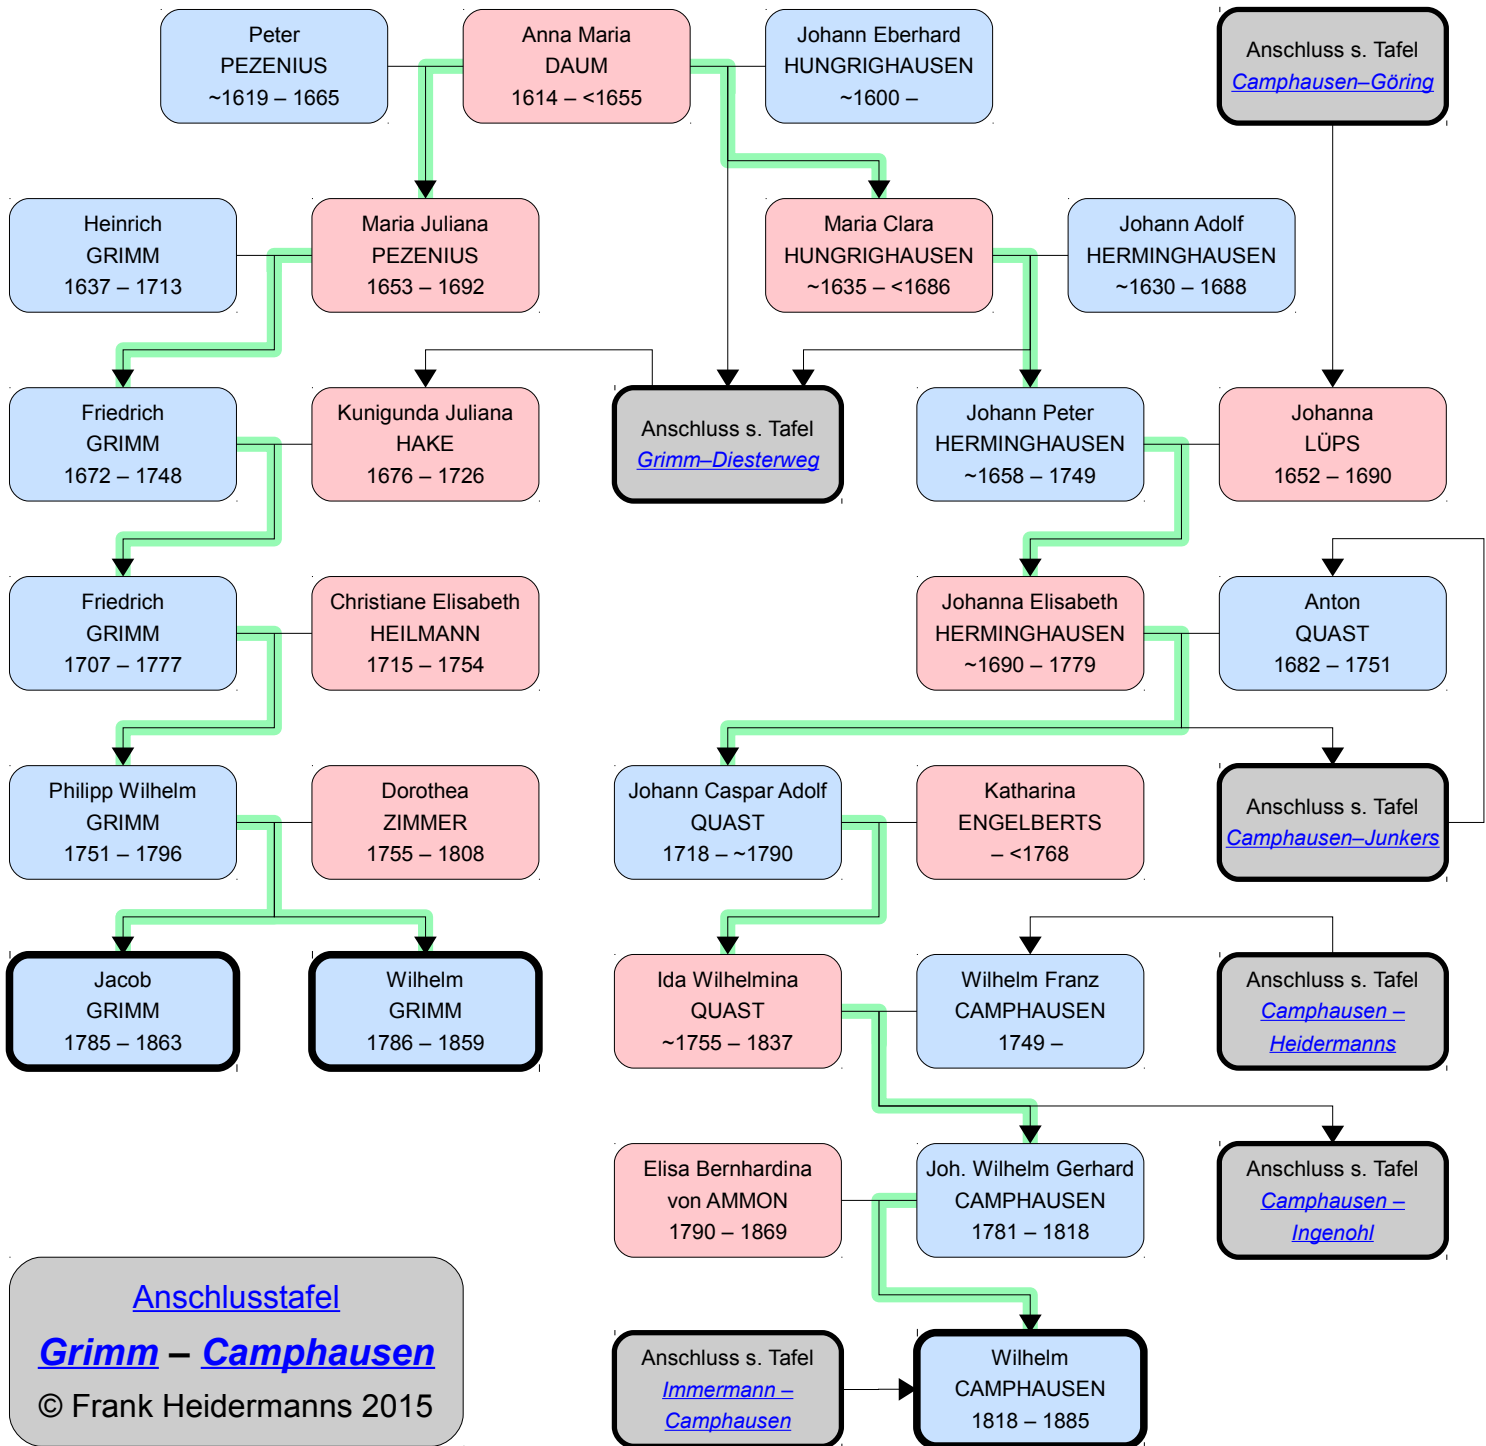 Peter
PEZENIUS
~1619 – 1665
Anna Maria
DAUM
1614 – <1655
Johann Eberhard
HUNGRIGHAUSEN
~1600 –
Anschluss s. Tafel
Camphausen–Göring
Heinrich
GRIMM
1637 – 1713
Maria Juliana
PEZENIUS
1653 – 1692
Maria Clara
HUNGRIGHAUSEN
~1635 – <1686
Johann Adolf
HERMINGHAUSEN
~1630 – 1688
Friedrich
GRIMM
1672 – 1748
Kunigunda Juliana
HAKE
1676 – 1726
Anschluss s. Tafel
Grimm–Diesterweg
Johann Peter
HERMINGHAUSEN
~1658 – 1749
Johanna
LÜPS
1652 – 1690
Friedrich
GRIMM
1707 – 1777
Christiane Elisabeth
HEILMANN
1715 – 1754
Johanna Elisabeth
HERMINGHAUSEN
~1690 – 1779
Anton
QUAST
1682 – 1751
Philipp Wilhelm
GRIMM
1751 – 1796
Dorothea
ZIMMER
1755 – 1808
Johann Caspar Adolf
QUAST
1718 – ~1790
Katharina
ENGELBERTS
– <1768
Anschluss s. Tafel
Camphausen–Junkers
Jacob
GRIMM
1785 – 1863
Wilhelm
GRIMM
1786 – 1859
Ida Wilhelmina
QUAST
~1755 – 1837
Wilhelm Franz
CAMPHAUSEN
1749 –
Anschluss s. Tafel
Camphausen –
Heidermanns
Elisa Bernhardina
von AMMON
1790 – 1869
Joh. Wilhelm Gerhard
CAMPHAUSEN
1781 – 1818
Anschluss s. Tafel
Camphausen –
Ingenohl
Anschlusstafel
Grimm – Camphausen
© Frank Heidermanns 2015
Anschluss s. Tafel
Immermann –
Camphausen
Wilhelm
CAMPHAUSEN
1818 – 1885